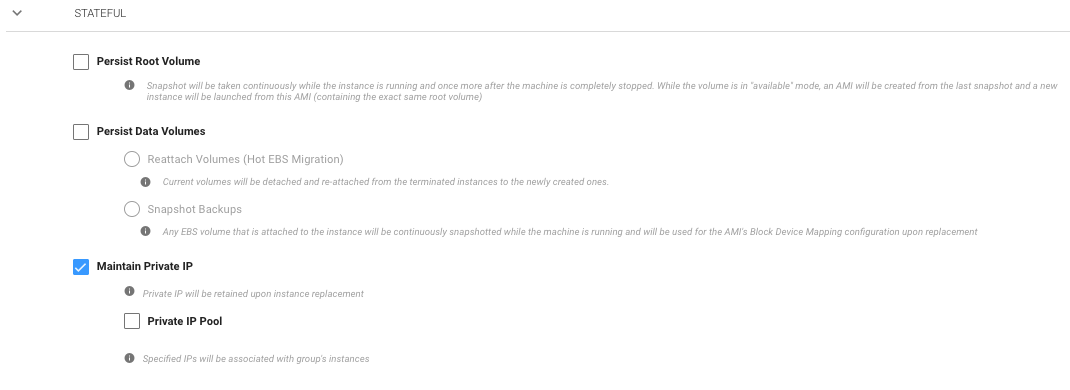 STATEFUL
Persist Root Volume
Snapshot will be taken continuously while the instance is running and once more after the machine is completely stopped. While the volume is in "available" mode, an AMI will be created from the last snapshot and a new
instance will be launched from this AMI (containing the exact same root volume)
Persist Data Volumes
Reattach Volumes (Hot EBS Migration)
Current volumes will be detached and re-attached from the terminated instances to the newly created ones.
Snapshot Backups
Any EBS volume that is attached to the instance will be continuously snapshotted while the machine is running and will be used for the AMI's Block Device Mapping configuration upon replacement
Maintain Private IP
Private IP will be retained upon instance replacement
Private IP Pool
Specified IPs will be associated with group's instances